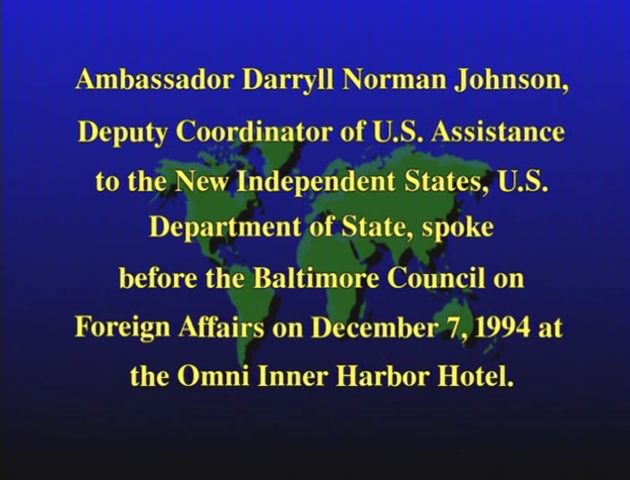 Ambassador Darryll Norman Johnson,
Deputy Coordinator of U.S. Assistance
to the New Independent States, U.S.
Department of State, spoke
before the Baltimore Council on
Foreign Affairs on December 7, 1994 at
the Omni Inner Harbor Hotel.